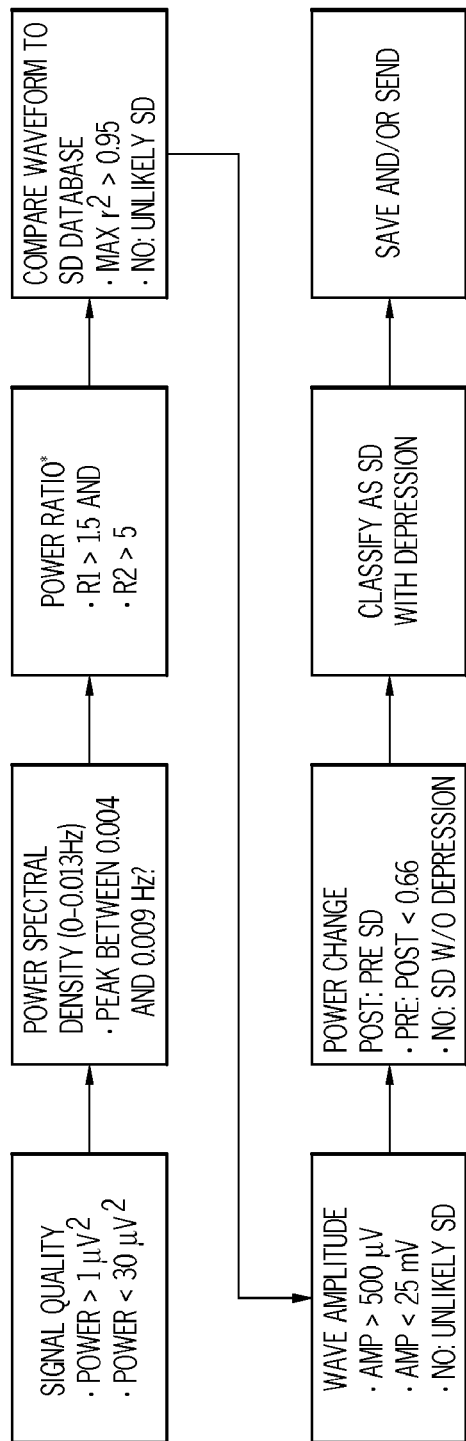 SIGNAL QUALITY
· POWER > 1 μV²
· POWER < 30 μV²
POWER SPECTRAL
DENSITY (0-0.013Hz)
· PEAK BETWEEN 0.004
AND 0.009 Hz?
POWER RATIO*
· R1 > 1.5 AND
· R2 > 5
COMPARE WAVEFORM TO
SD DATABASE
· MAX r² > 0.95
· NO: UNLIKELY SD
WAVE AMPLITUDE
· AMP > 500 μV
· AMP < 25 mV
· NO: UNLIKELY SD
POWER CHANGE
POST: PRE SD
· PRE: POST < 0.66
· NO: SD W/O DEPRESSION
CLASSIFY AS SD
WITH DEPRESSION
SAVE AND/OR SEND